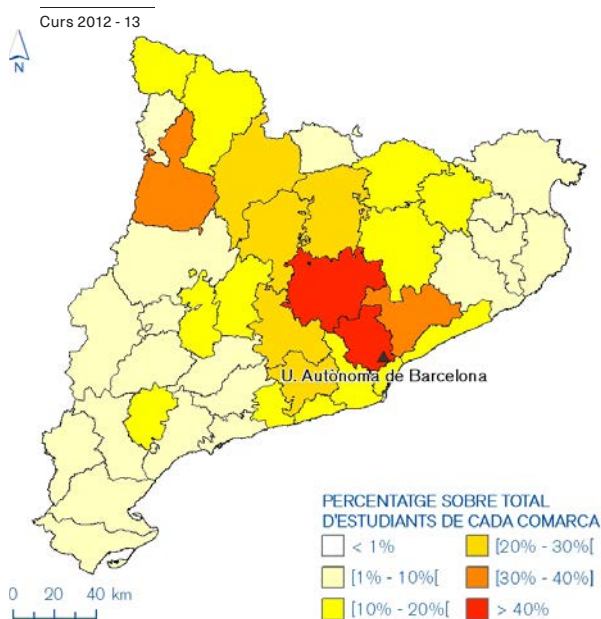 Curs 2012 - 13
N
U. Autònoma de Barcelona
PERCENTATGE SOBRE TOTAL
D'ESTUDIANTS DE CADA COMARCA
< 1%
[20% - 30%[
[1% - 10%[
[30% - 40%]
[10% - 20%[
> 40%
0 20 40 km